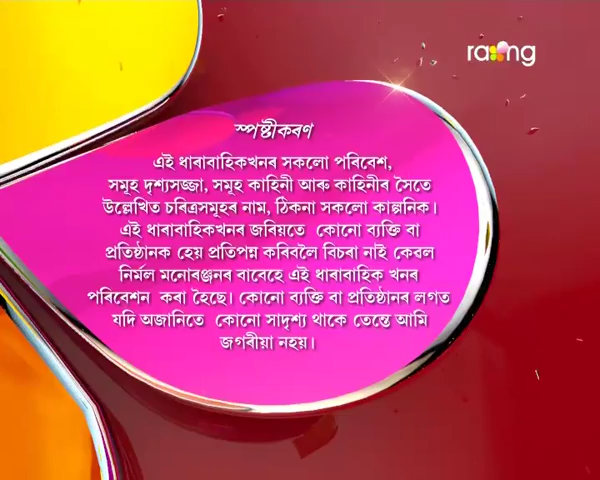 rang
স্পষ্টীকৰণ
এই ধাৰাবাহিকখনৰ সকলো পৰিবেশ,
সমূহ দৃশ্যসজ্জা, সমূহ কাহিনী আৰু কাহিনীৰ সৈতে
উল্লেখিত চৰিত্ৰসমূহৰ নাম, ঠিকনা সকলো কাল্পনিক।
এই ধাৰাবাহিকখনৰ জৰিয়তে কোনো ব্যক্তি বা
প্ৰতিষ্ঠানক হেয় প্ৰতিপন্ন কৰিবলৈ বিচৰা নাই কেৱল
নিৰ্মল মনোৰঞ্জনৰ বাবেহে এই ধাৰাবাহিক খনৰ
পৰিবেশন কৰা হৈছে। কোনো ব্যক্তি বা প্ৰতিষ্ঠানৰ লগত
যদি অজানিতে কোনো সাদৃশ্য থাকে তেন্তে আমি
জগৰীয়া নহয়।